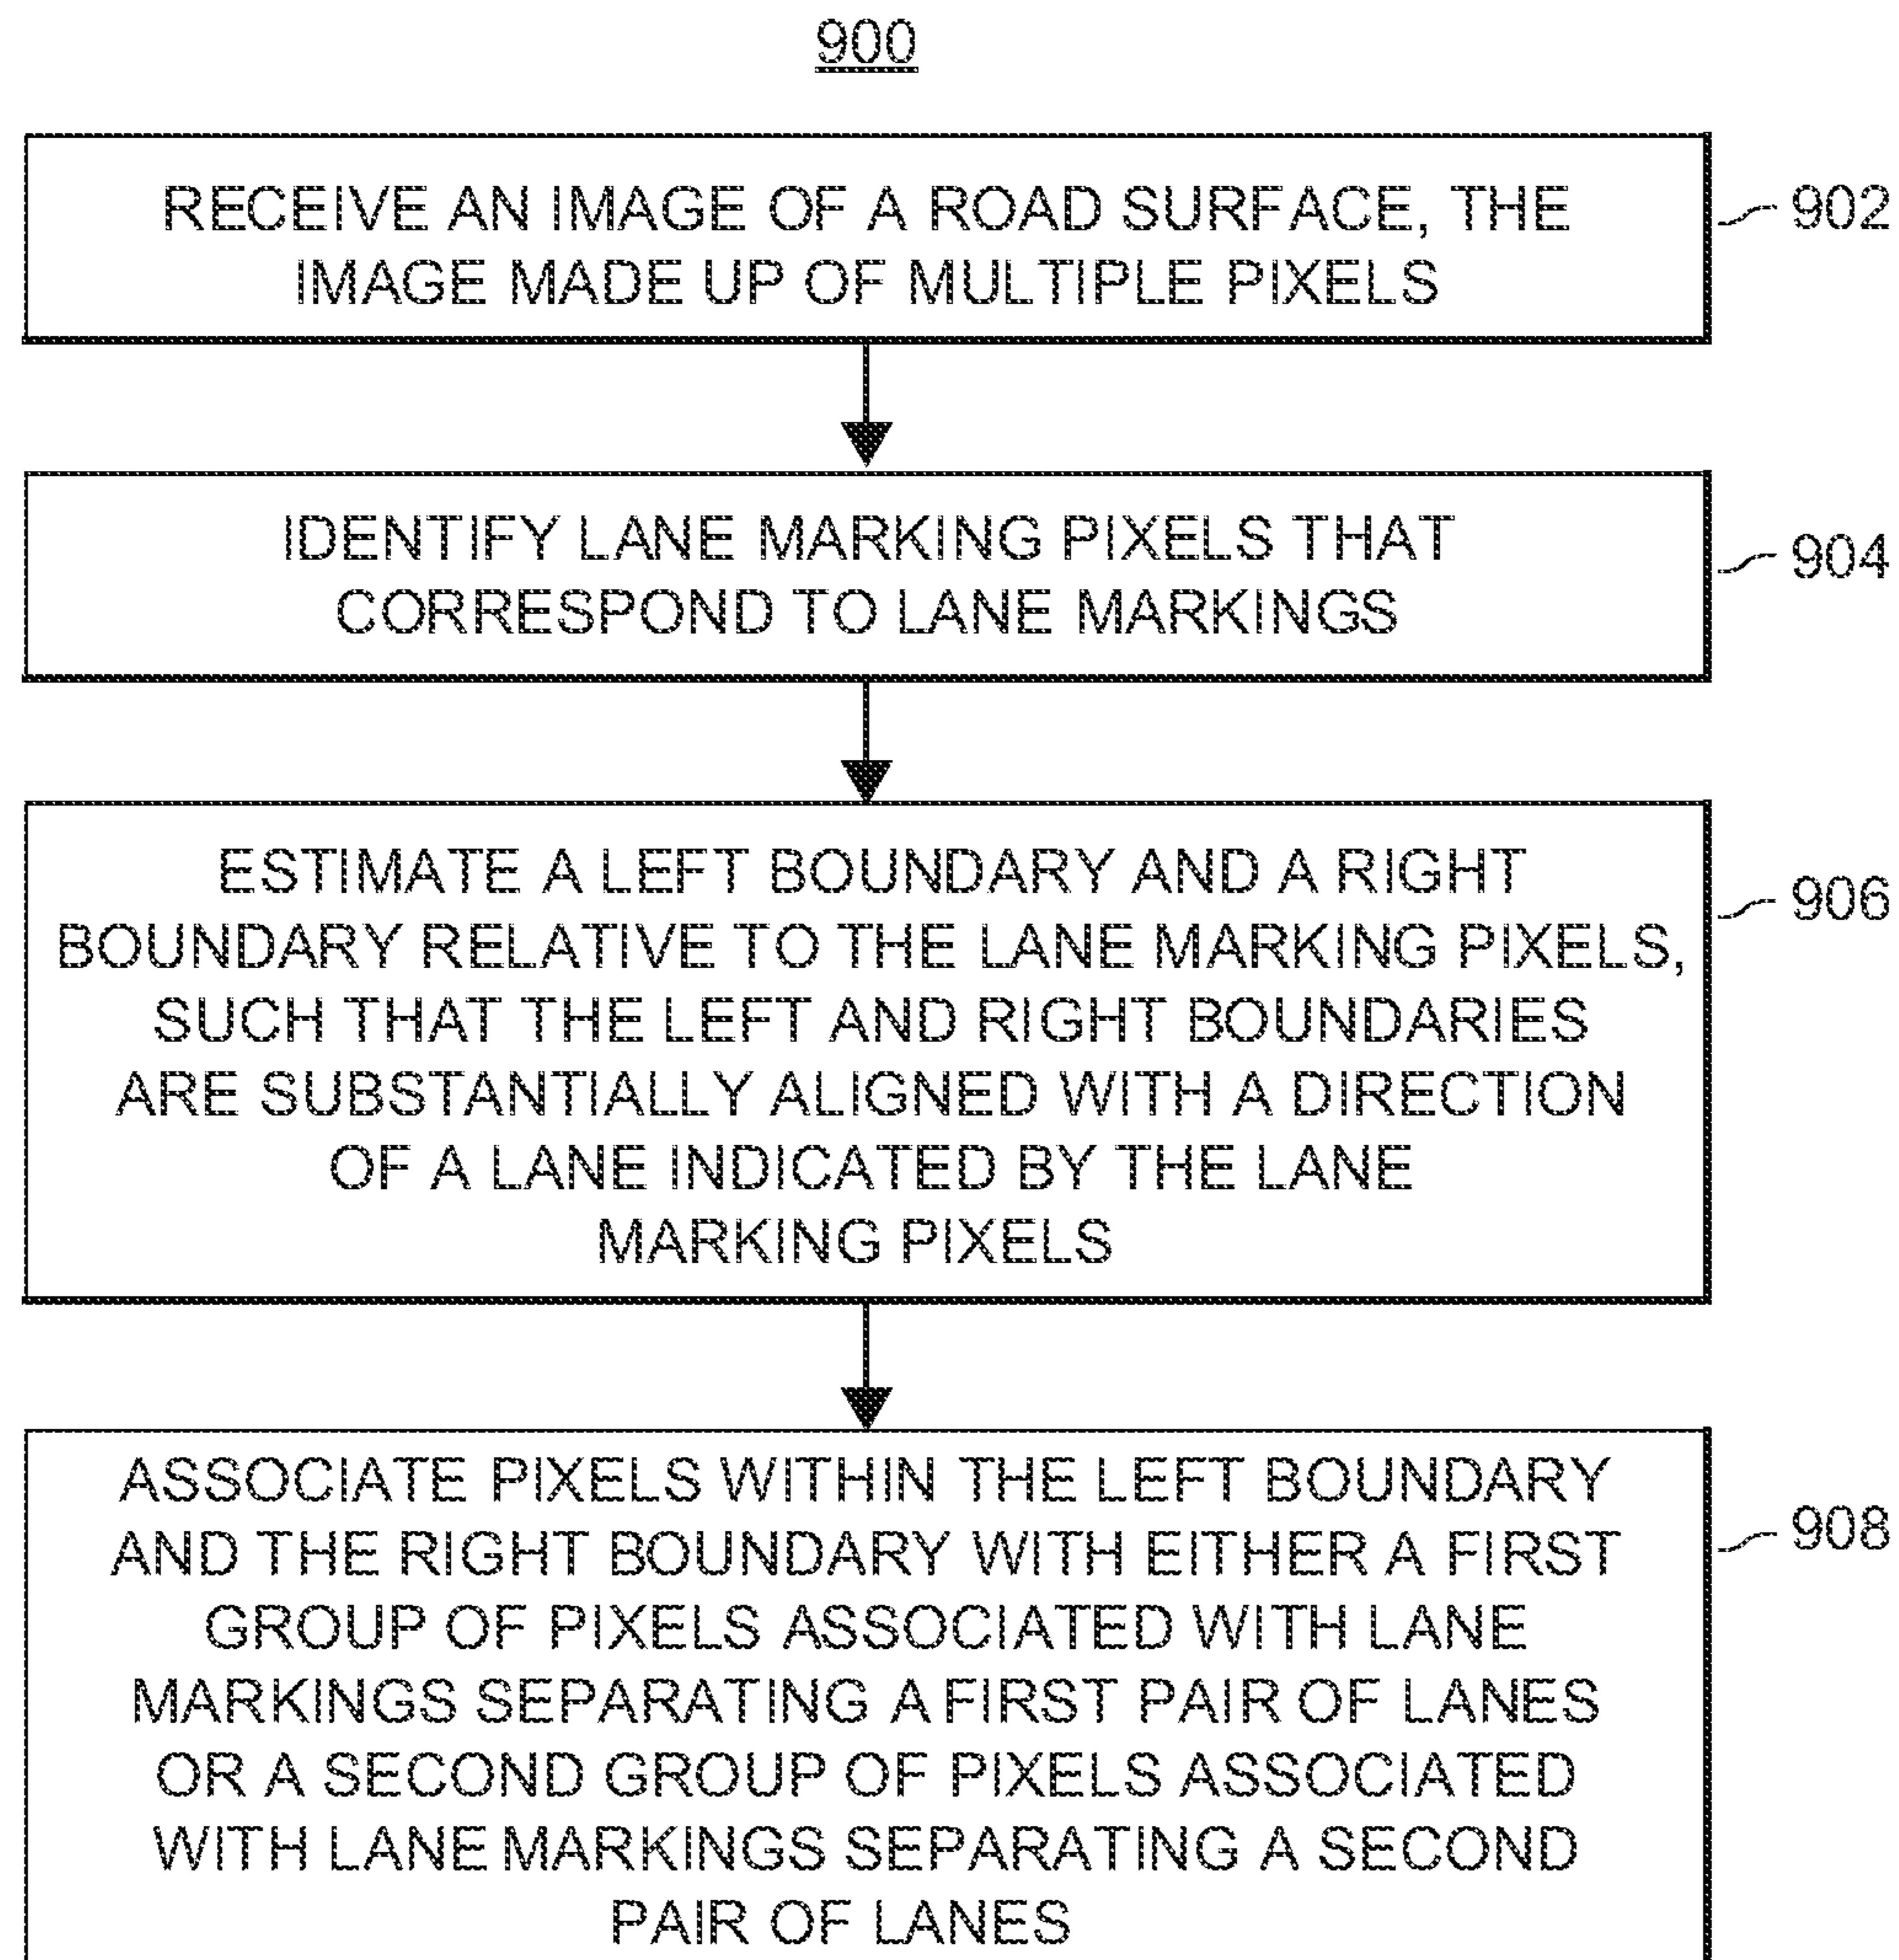 900
RECEIVE AN IMAGE OF A ROAD SURFACE, THE
IMAGE MADE UP OF MULTIPLE PIXELS
902
IDENTIFY LANE MARKING PIXELS THAT
CORRESPOND TO LANE MARKINGS
904
ESTIMATE A LEFT BOUNDARY AND A RIGHT
BOUNDARY RELATIVE TO THE LANE MARKING PIXELS,
SUCH THAT THE LEFT AND RIGHT BOUNDARIES
ARE SUBSTANTIALLY ALIGNED WITH A DIRECTION
OF A LANE INDICATED BY THE LANE
MARKING PIXELS
906
ASSOCIATE PIXELS WITHIN THE LEFT BOUNDARY
AND THE RIGHT BOUNDARY WITH EITHER A FIRST
GROUP OF PIXELS ASSOCIATED WITH LANE
MARKINGS SEPARATING A FIRST PAIR OF LANES
OR A SECOND GROUP OF PIXELS ASSOCIATED
WITH LANE MARKINGS SEPARATING A SECOND
PAIR OF LANES
908